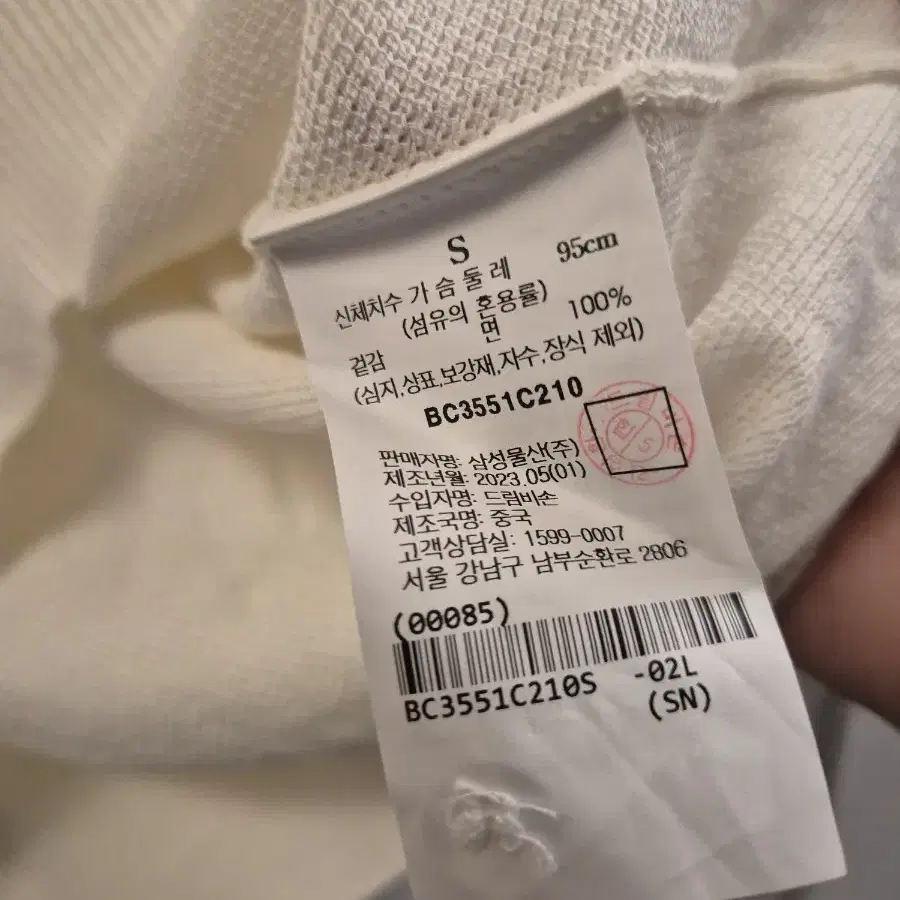 S
신체치수 가 슴 둘 레 95cm
(섬유의 혼용률)
겉감 면 100%
(심지,상표,보강재,자수,장식 제외)
BC3551C210
판매자명: 삼성물산(주)
제조년월: 2023.05(01)
수입자명: 드림비손
제조국명: 중국
고객상담실: 1599-0007
서울 강남구 남부순환로 2806
(00085)
BC3551C210S -02L
(SN)